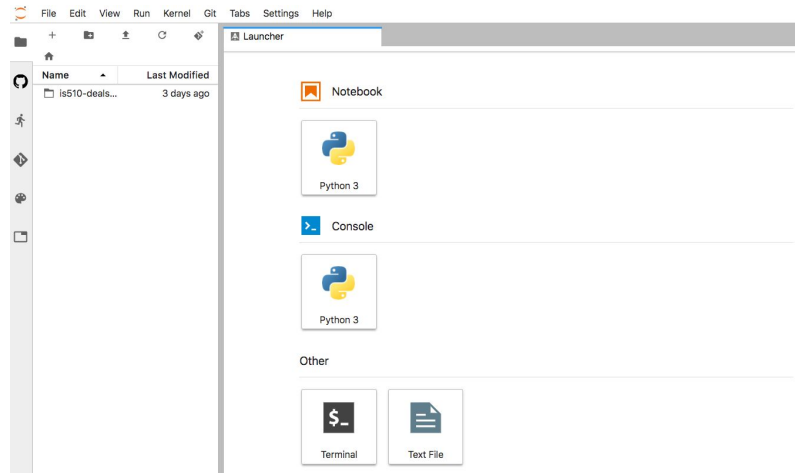 File Edit View Run Kernel Git Tabs Settings Help
Launcher
Name Last Modified
is510-deals... 3 days ago
Notebook
Python 3
Console
>_
Python 3
Other
$_
Terminal Text File